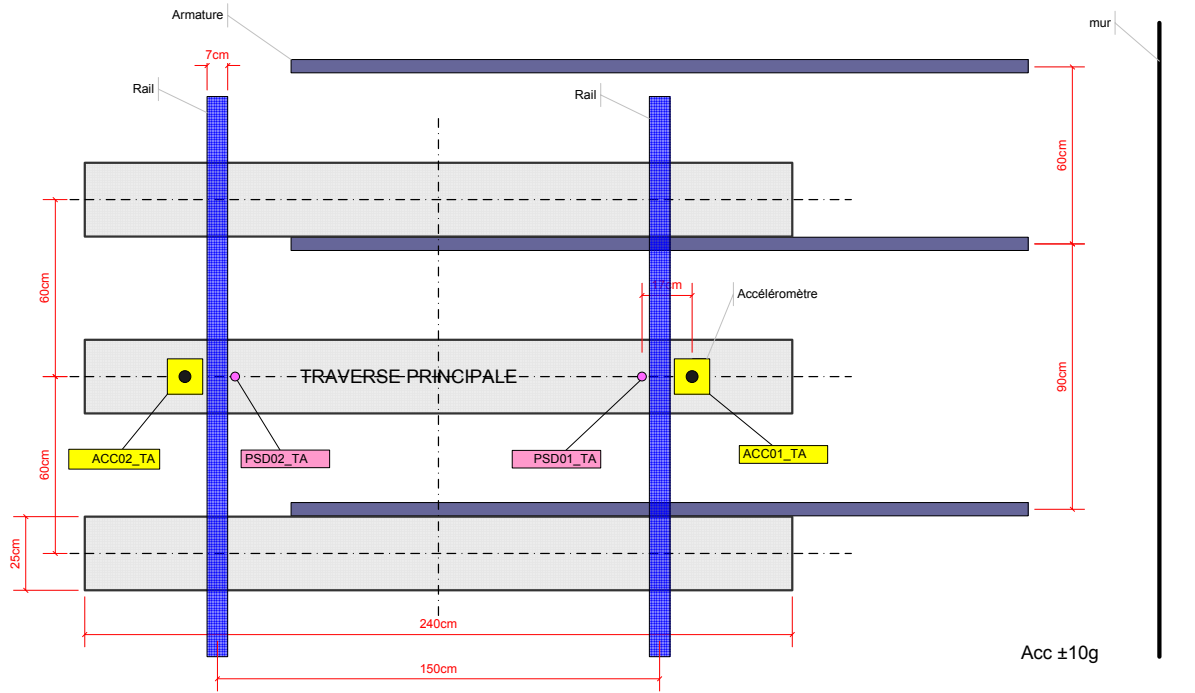 Armature
mur
7cm
Rail
Rail
60cm
60cm
17cm
Accéléromètre
TRAVERSE PRINCIPALE
90cm
ACC02_TA
PSD02_TA
PSD01_TA
ACC01_TA
60cm
25cm
240cm
150cm
Acc ±10g